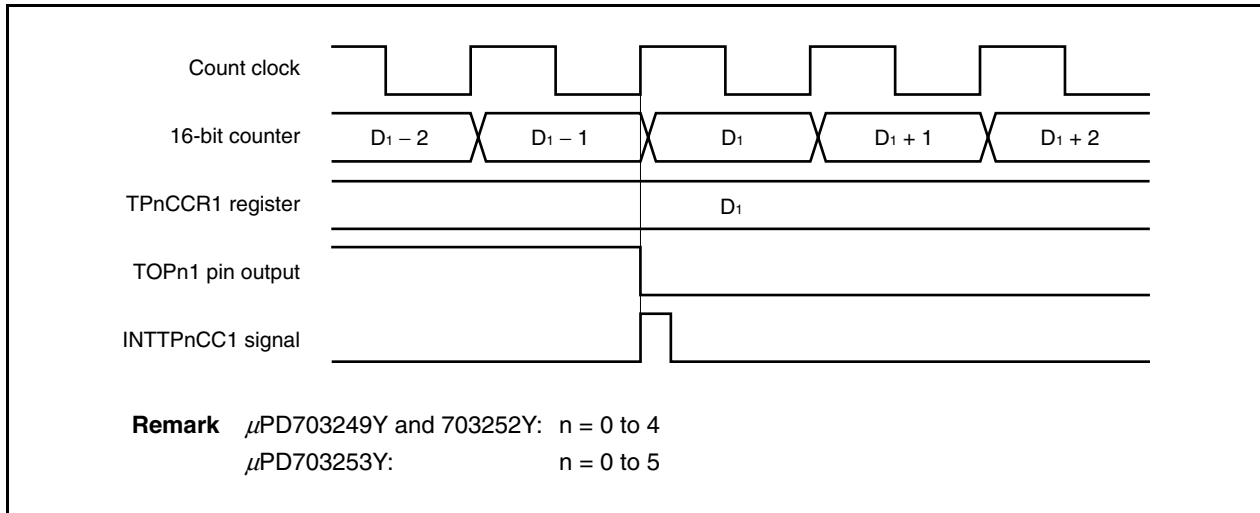 Count clock
16-bit counter
D₁ − 2 D₁ − 1 D₁ D₁ + 1 D₁ + 2
TPnCCR1 register
D₁
TOPn1 pin output
INTTPnCC1 signal
Remark μPD703249Y and 703252Y: n = 0 to 4
μPD703253Y: n = 0 to 5